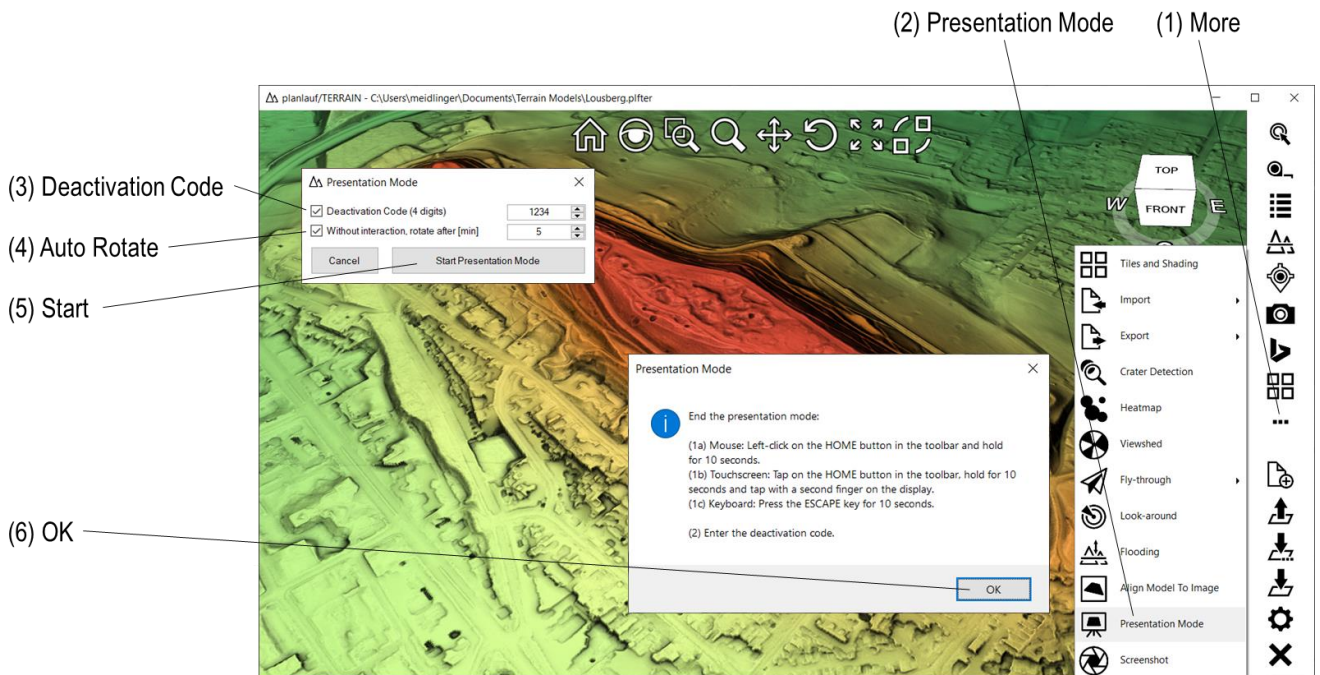 (2) Presentation Mode
(1) More
planlauf/TERRAIN - C:\Users\meidlinger\Documents\Terrain Models\Lousberg.plfter
(3) Deactivation Code
(4) Auto Rotate
(5) Start
(6) OK
Presentation Mode
Deactivation Code (4 digits)
1234
Without interaction, rotate after [min]
5
Cancel
Start Presentation Mode
TOP
W
FRONT
E
Tiles and Shading
Import
Export
Crater Detection
Heatmap
Viewshed
Fly-through
Look-around
Flooding
Align Model To Image
Presentation Mode
Screenshot
Presentation Mode
End the presentation mode:
(1a) Mouse: Left-click on the HOME button in the toolbar and hold
for 10 seconds.
(1b) Touchscreen: Tap on the HOME button in the toolbar, hold for 10
seconds and tap with a second finger on the display.
(1c) Keyboard: Press the ESCAPE key for 10 seconds.
(2) Enter the deactivation code.
OK